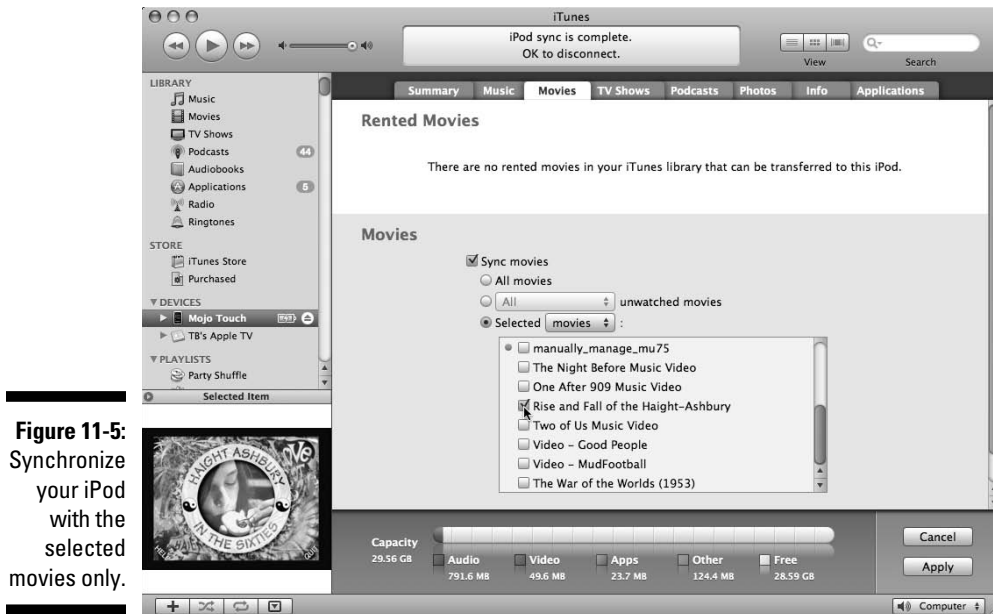 iTunes
iPod sync is complete.
OK to disconnect.
View
Search
LIBRARY
Music
Movies
TV Shows
Podcasts 44
Audiobooks
Applications 5
Radio
Ringtones
STORE
iTunes Store
Purchased
DEVICES
Mojo Touch
TB's Apple TV
PLAYLISTS
Party Shuffle
Selected Item
HAIGHT ASHBURY
IN THE SIXTIES
Summary Music Movies TV Shows Podcasts Photos Info Applications
Rented Movies
There are no rented movies in your iTunes library that can be transferred to this iPod.
Movies
Sync movies
All movies
All unwatched movies
Selected movies :
manually_manage_mu75
The Night Before Music Video
One After 909 Music Video
Rise and Fall of the Haight-Ashbury
Two of Us Music Video
Video - Good People
Video - MudFootball
The War of the Worlds (1953)
Capacity
29.56 GB
Audio
791.6 MB
Video
49.6 MB
Apps
23.7 MB
Other
124.4 MB
Free
28.59 GB
Cancel
Apply
Computer
Figure 11-5:
Synchronize
your iPod
with the
selected
movies only.